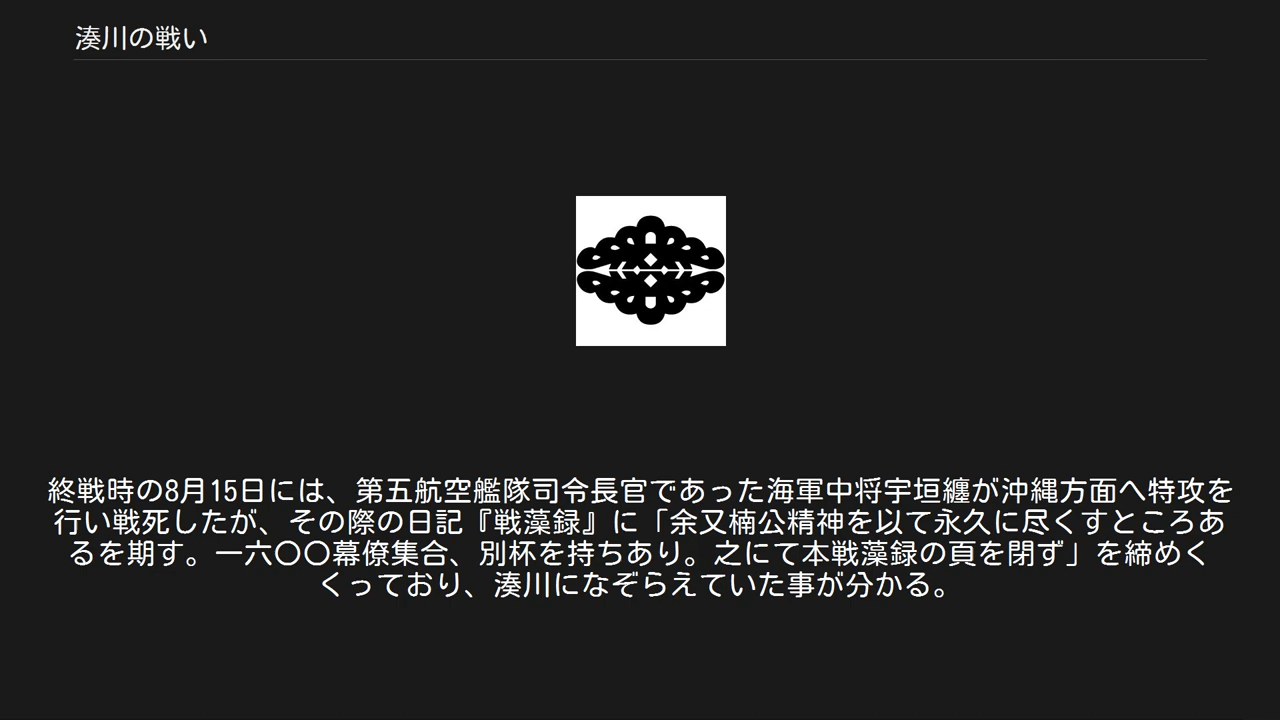 湊川の戦い
終戦時の8月15日には、第五航空艦隊司令長官であった海軍中将宇垣纏が沖縄方面へ特攻を
行い戦死したが、その際の日記『戦藻録』に「余又楠公精神を以て永久に尽くすところあ
るを期す。一六〇〇幕僚集合、別杯を持ちあり。之にて本戦藻録の頁を閉ず」を締めく
くっており、湊川になぞらえていた事が分かる。